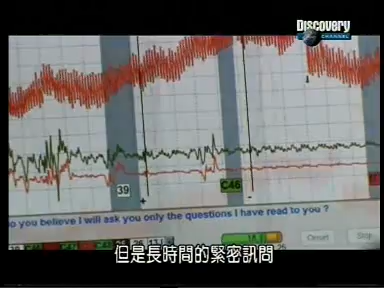 Discovery
CHANNEL
39
C46
+
-
o you believe I will ask you only the questions I have read to you ?
Onset
Stop
但是長時間的緊密訊問